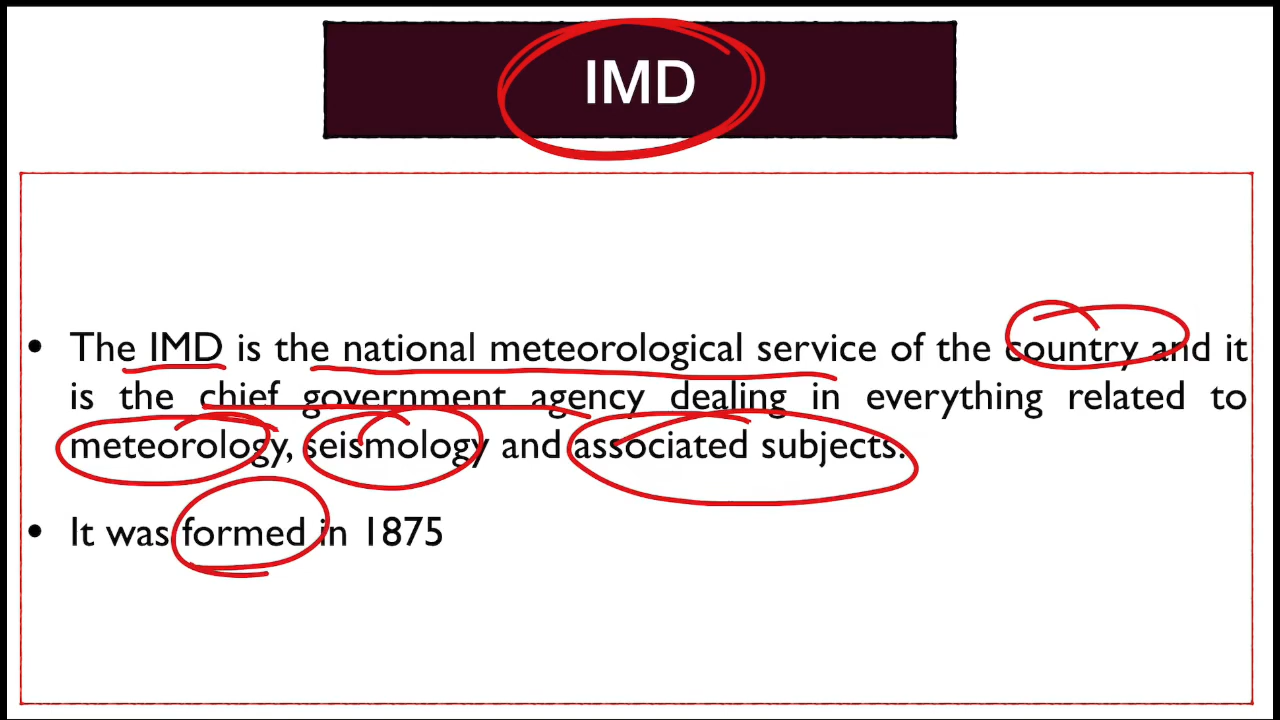 IMD
• The IMD is the national meteorological service of the country and it
is the chief government agency dealing in everything related to
meteorology, seismology and associated subjects.
• It was formed in 1875